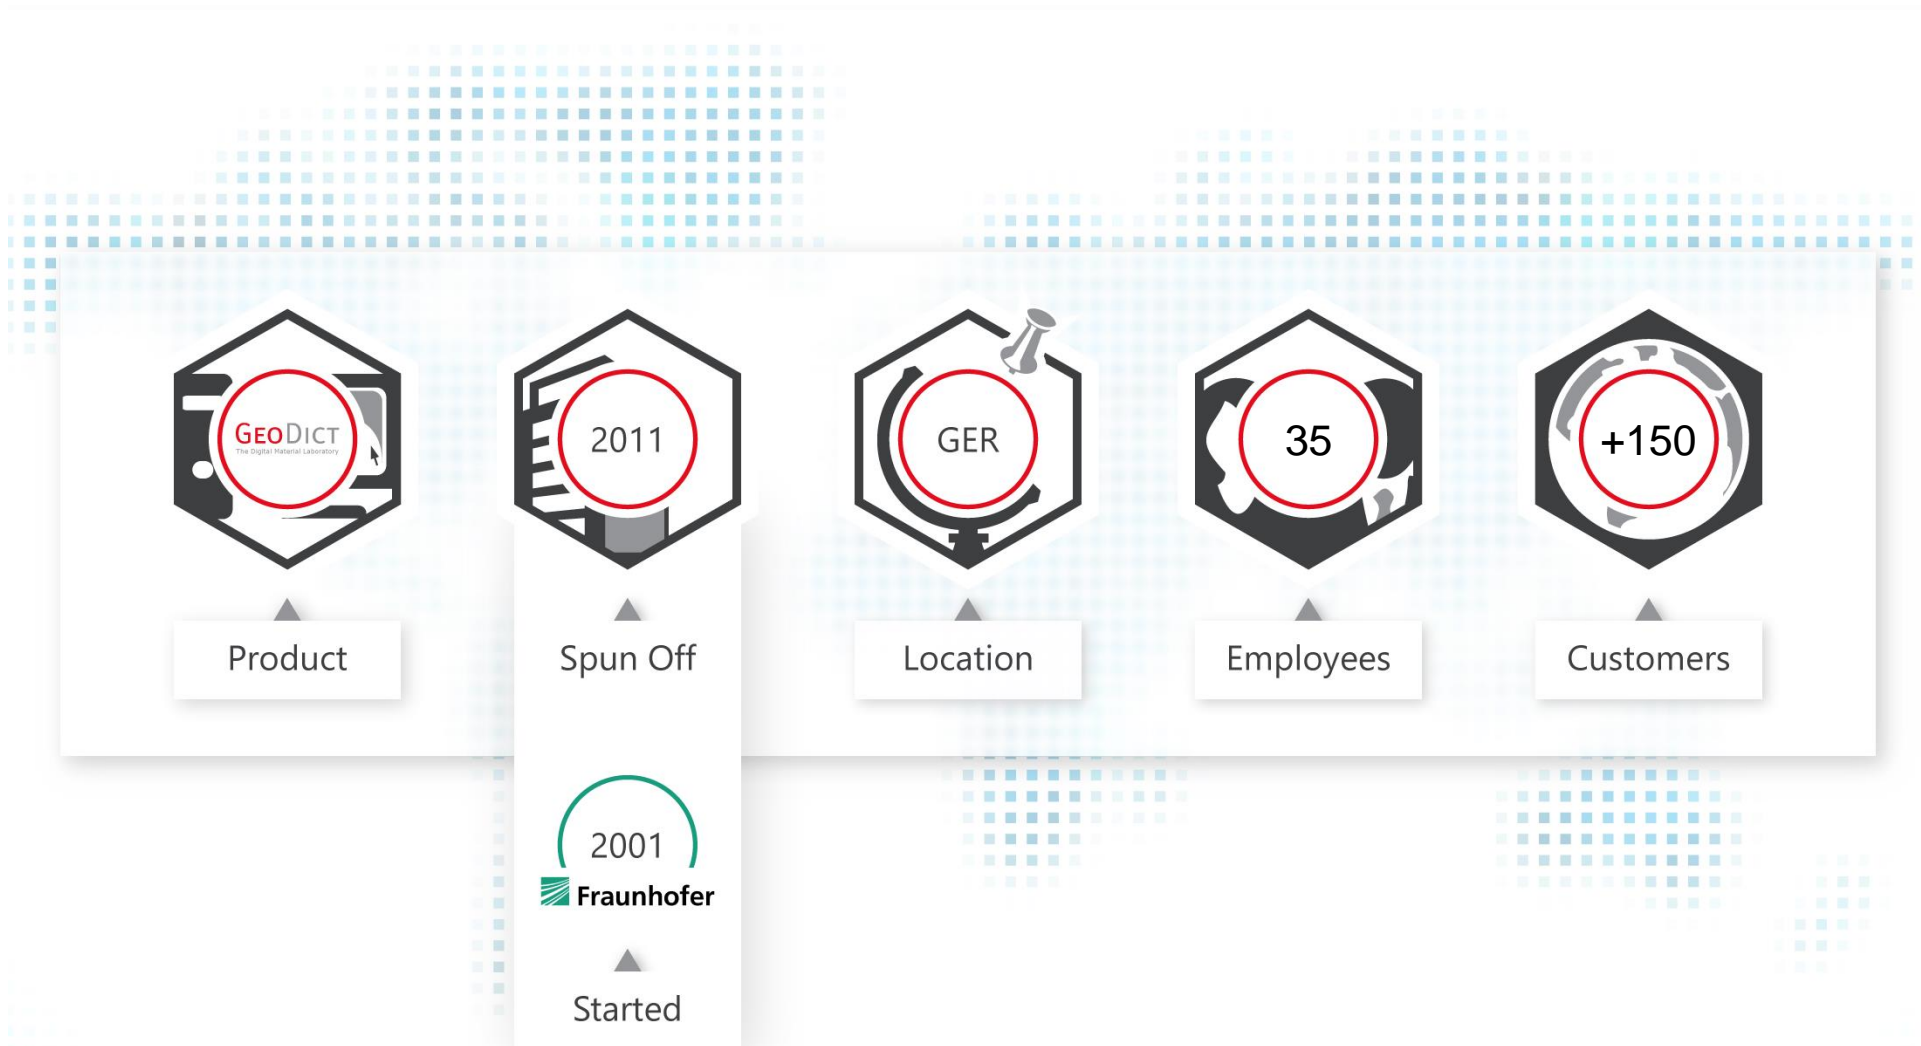 GEODICT
The Digital Material Laboratory
2011
GER
35
+150
Product
Spun Off
Location
Employees
Customers
2001
Fraunhofer
Started